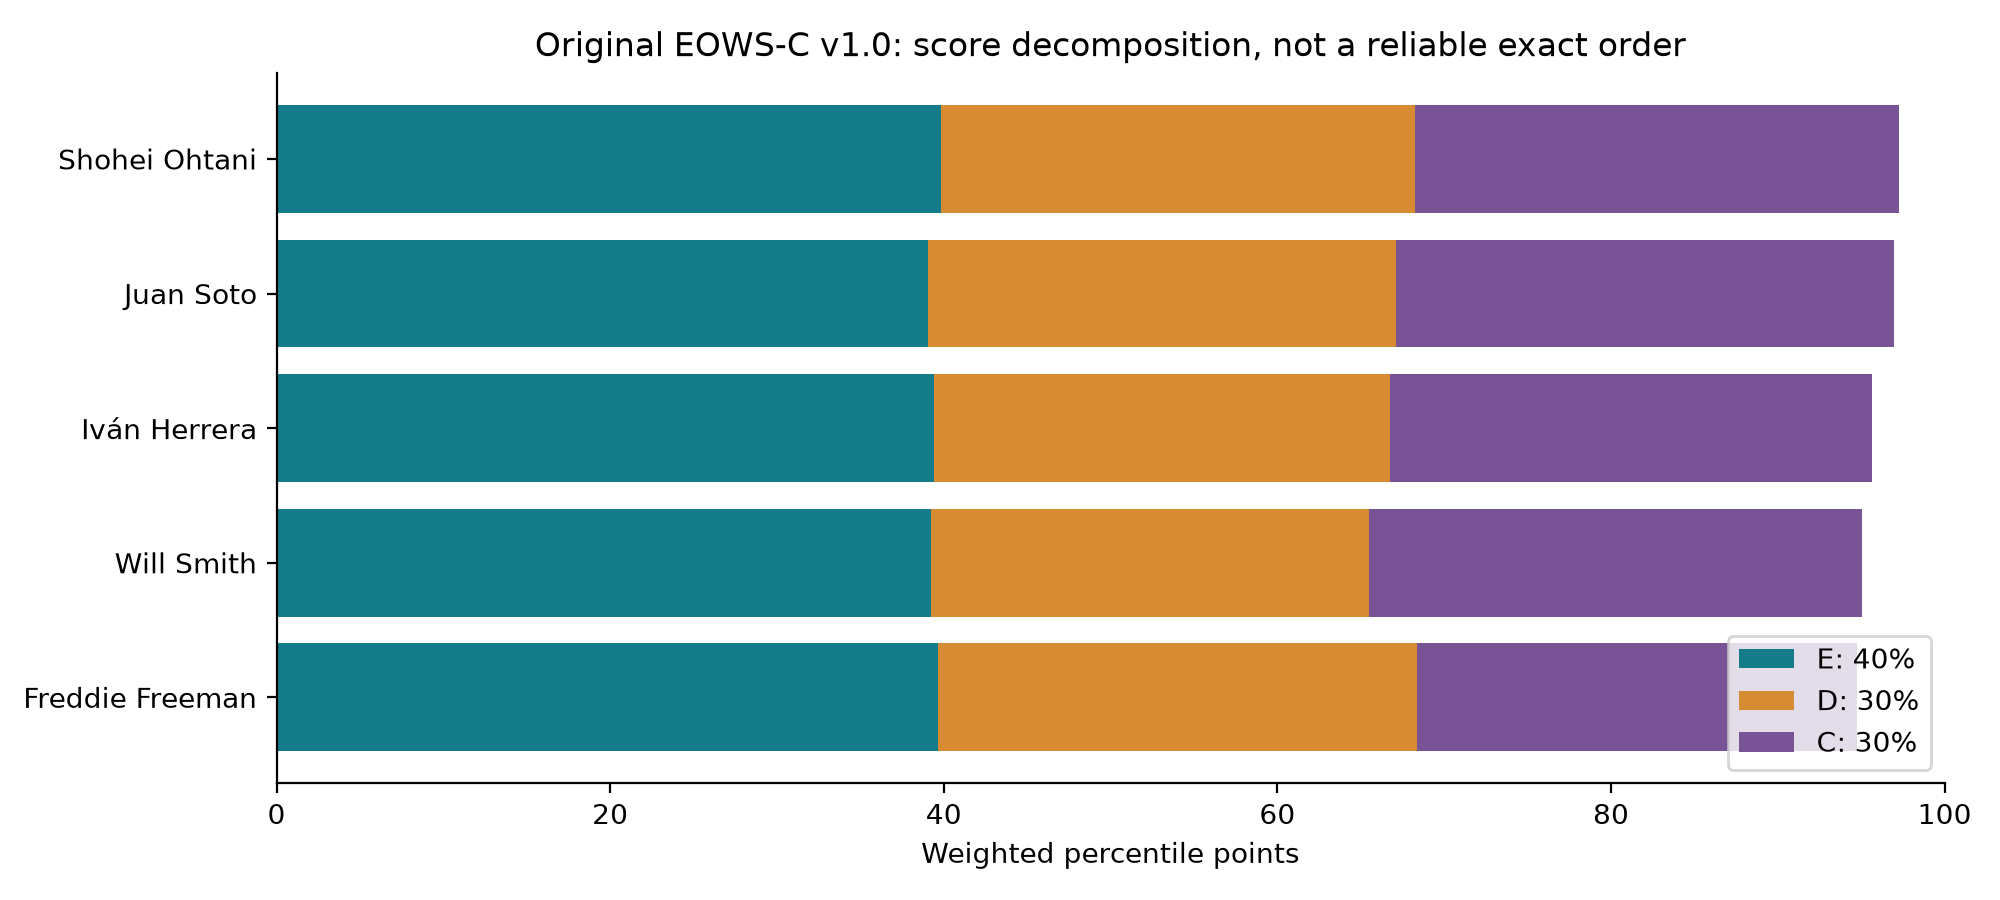 Original EOWS-C v1.0: score decomposition, not a reliable exact order
Shohei Ohtani
Juan Soto
Iván Herrera
Will Smith
Freddie Freeman
E: 40%
D: 30%
C: 30%
0 20 40 60 80 100
Weighted percentile points